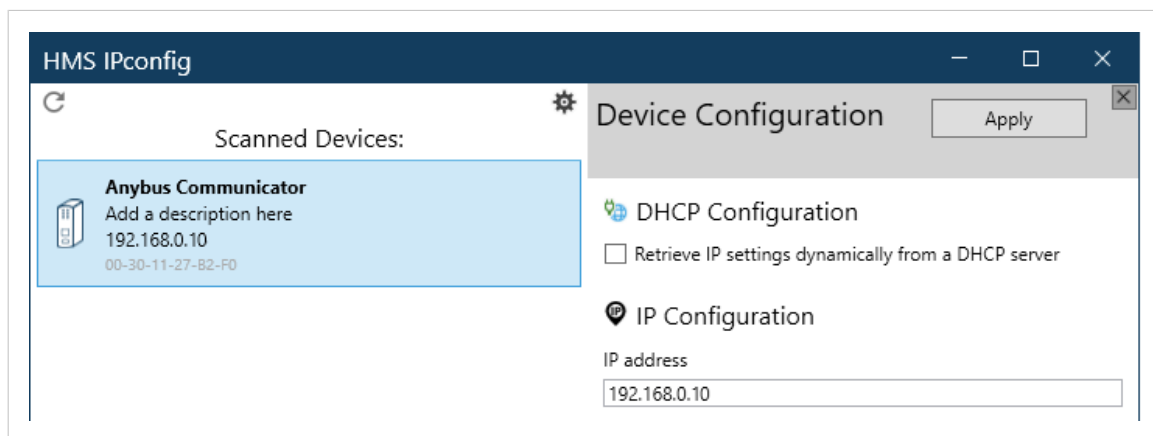 HMS IPconfig
Scanned Devices:
Anybus Communicator
Add a description here
192.168.0.10
00-30-11-27-B2-F0
Device Configuration
Apply
DHCP Configuration
Retrieve IP settings dynamically from a DHCP server
IP
IP Configuration
IP address
192.168.0.10